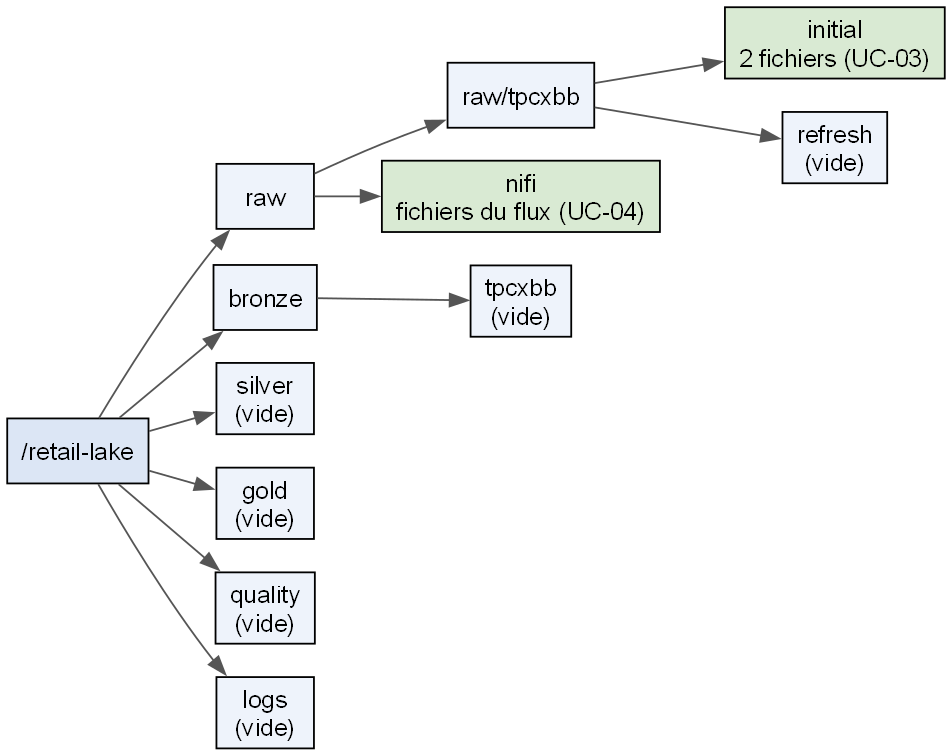 initial
2 fichiers (UC-03)
raw/tpcxbb
refresh
(vide)
raw
nifi
fichiers du flux (UC-04)
bronze
tpcxbb
(vide)
silver
(vide)
/retail-lake
gold
(vide)
quality
(vide)
logs
(vide)